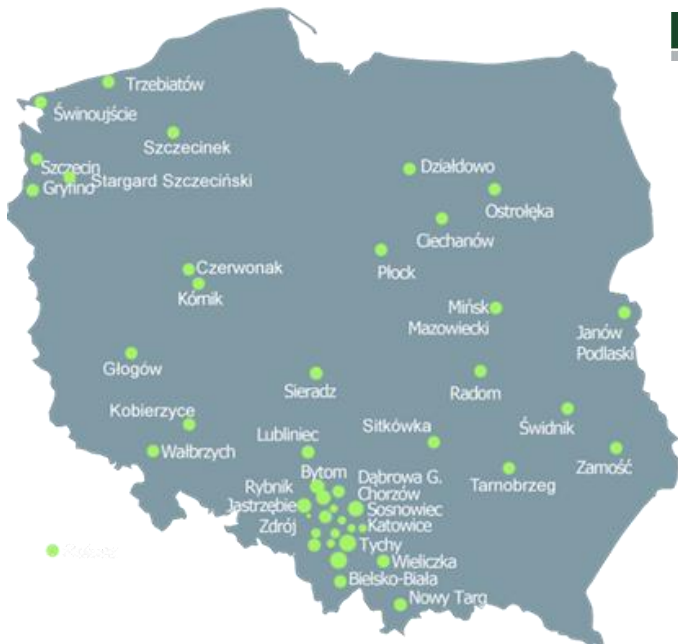 Trzebiatów
Świnoujście
Szczecinek
Szczecin
Stargard Szczeciński
Gryfino
Działdowo
Ostrołęka
Ciechanów
Płock
Czerwonak
Kórnik
Mińsk
Mazowiecki
Janów
Podlaski
Głogów
Sieradz
Radom
Kobierzyce
Świdnik
Sitkówka
Lubliniec
Wałbrzych
Zamość
Tarnobrzeg
Bytom
Dąbrowa G.
Rybnik
Chorzów
Jastrzębie
Zdrój
Sosnowiec
Katowice
Tychy
Wieliczka
Bielsko-Biała
Nowy Targ